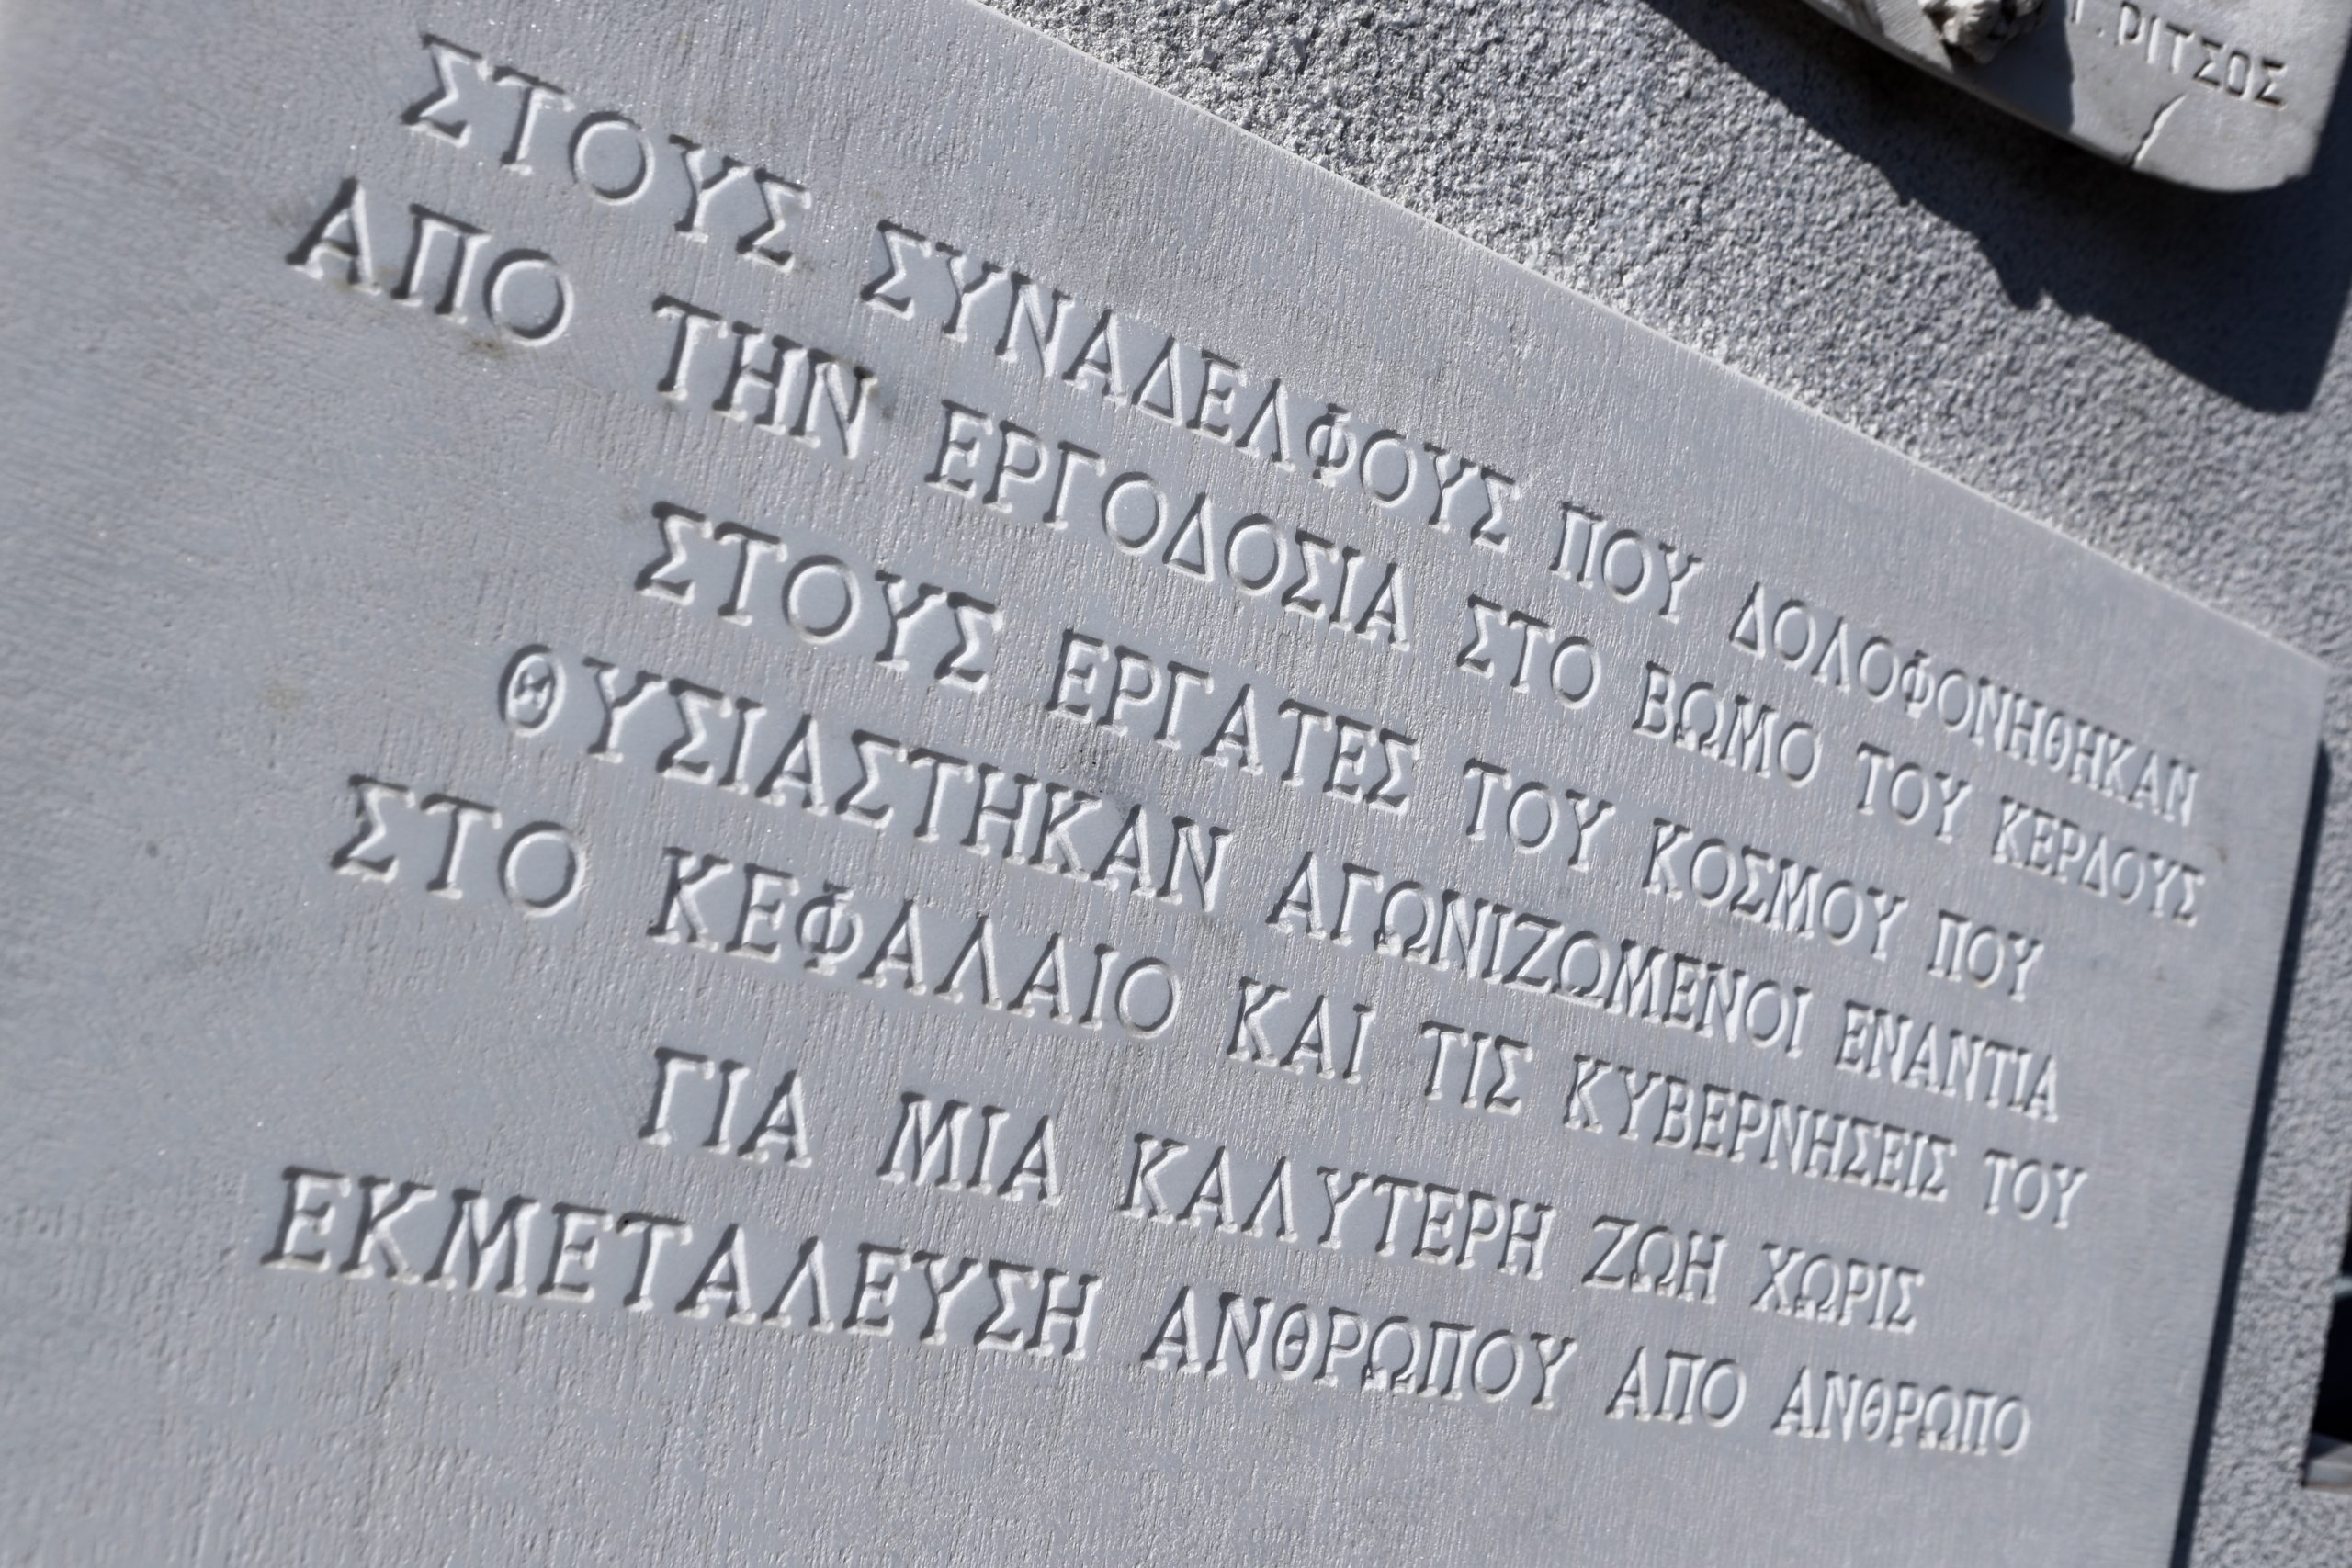 Γ. ΡΙΤΣΟΣ
ΣΤΟΥΣ ΣΥΝΑΔΕΛΦΟΥΣ ΠΟΥ ΔΟΛΟΦΟΝΗΘΗΚΑΝ
ΑΠΟ ΤΗΝ ΕΡΓΟΔΟΣΙΑ ΣΤΟ ΒΩΜΟ ΤΟΥ ΚΕΡΔΟΥΣ
ΣΤΟΥΣ ΕΡΓΑΤΕΣ ΤΟΥ ΚΟΣΜΟΥ ΠΟΥ
ΘΥΣΙΑΣΤΗΚΑΝ ΑΓΩΝΙΖΩΜΕΝΟΙ ΕΝΑΝΤΙΑ
ΣΤΟ ΚΕΦΑΛΑΙΟ ΚΑΙ ΤΙΣ ΚΥΒΕΡΝΗΣΕΙΣ ΤΟΥ
ΓΙΑ ΜΙΑ ΚΑΛΥΤΕΡΗ ΖΩΗ ΧΩΡΙΣ
ΕΚΜΕΤΑΛΕΥΣΗ ΑΝΘΡΩΠΟΥ ΑΠΟ ΑΝΘΡΩΠΟ